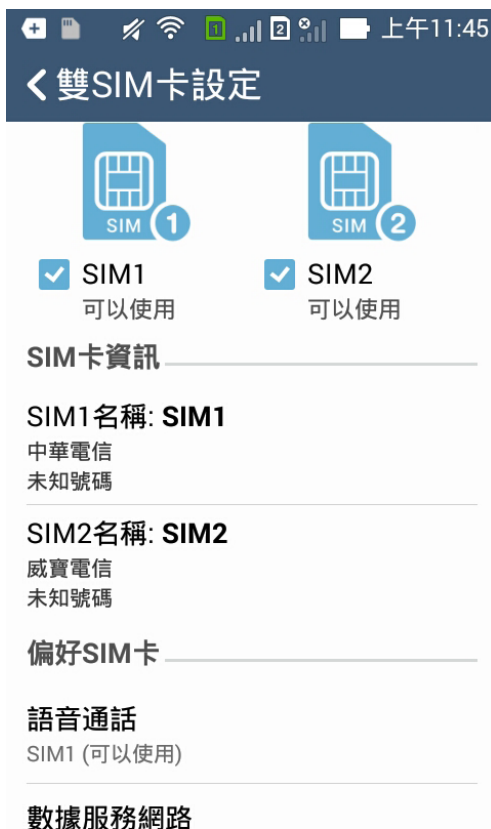 1 2 上午11:45
雙SIM卡設定
SIM 1 SIM 2
SIM1 SIM2
可以使用 可以使用
SIM卡資訊
SIM1名稱: SIM1
中華電信
未知號碼
SIM2名稱: SIM2
威寶電信
未知號碼
偏好SIM卡
語音通話
SIM1 (可以使用)
數據服務網路